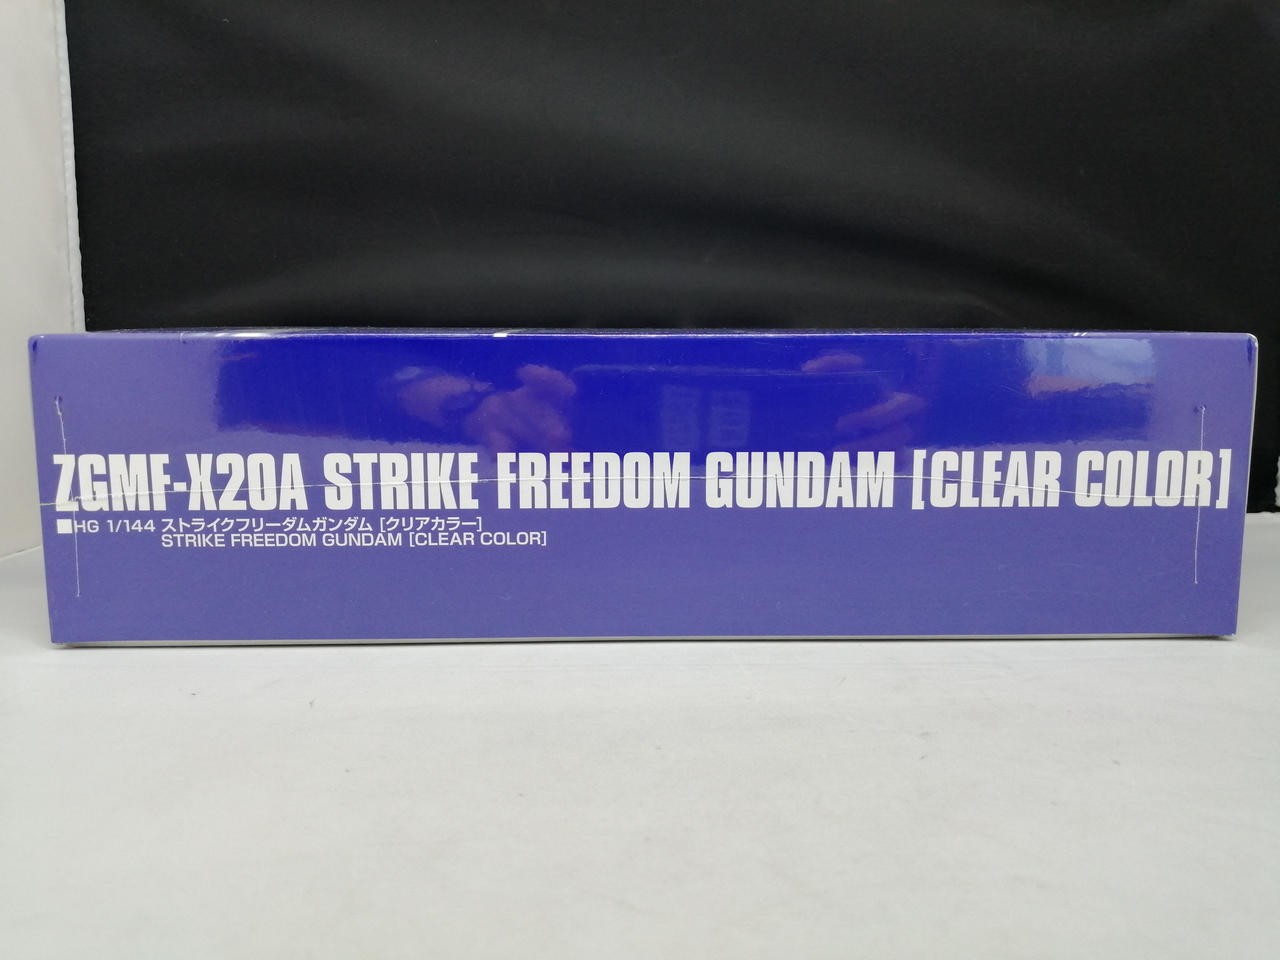 ZGMF-X20A STRIKE FREEDOM GUNDAM [CLEAR COLOR]
■HG 1/144 ストライクフリーダムガンダム [クリアカラー]
STRIKE FREEDOM GUNDAM [CLEAR COLOR]